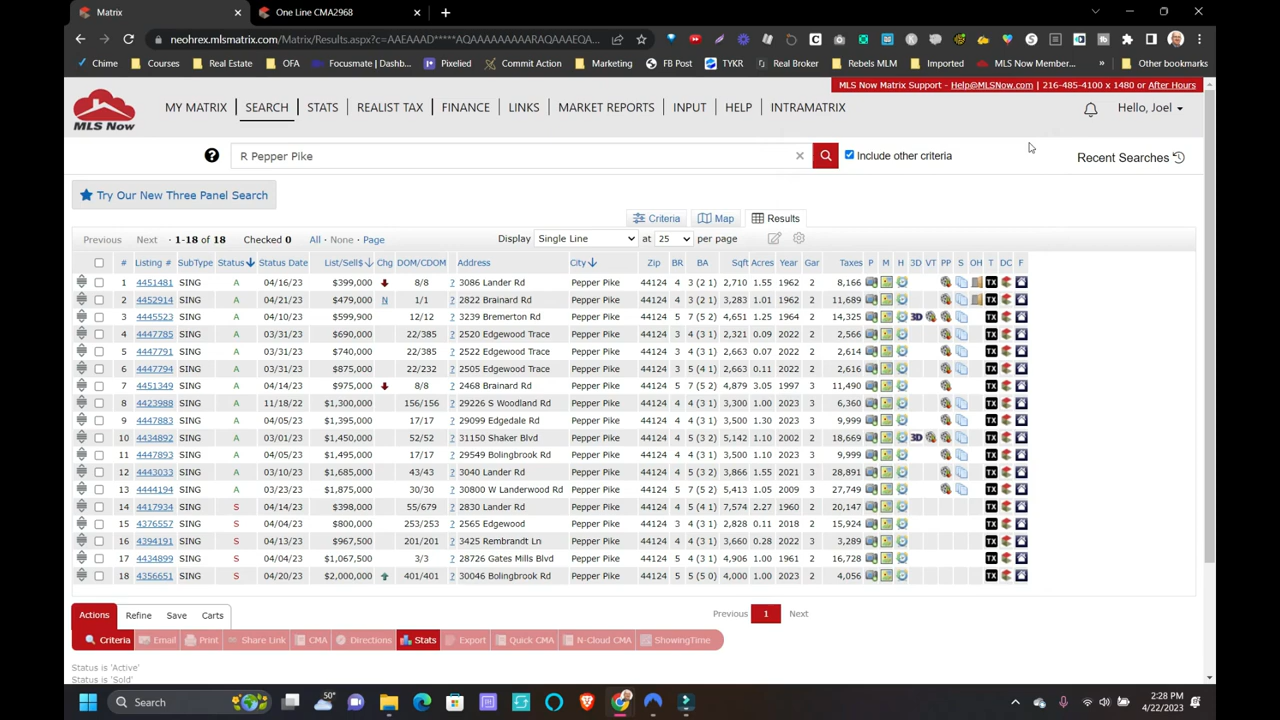 Matrix
One Line CMA2968
neohrex.mlsmatrix.com/Matrix/Results.aspx?c=AAEAAAD*****AQAAAAAAAAAARAQAAAEQA...
Chime Courses Real Estate OFA Focusmate | Dashb... Pixelied Commit Action Marketing FB Post TYKR Real Broker Rebels MLM Imported MLS Now Member... » Other bookmarks
MLS Now Matrix Support - Help@MLSNow.com | 216-485-4100 x 1480 or After Hours
MLS Now
MY MATRIX SEARCH STATS REALIST TAX FINANCE LINKS MARKET REPORTS INPUT HELP INTRAMATRIX
Hello, Joel
R Pepper Pike
Include other criteria
Recent Searches
Try Our New Three Panel Search
Criteria Map Results
Previous Next · 1-18 of 18 Checked 0 All · None · Page Display Single Line at 25 per page
# Listing # SubType Status Status Date List/Sell$ Chg DOM/CDOM Address City Zip BR BA Sqft Acres Year Gar Taxes P M H 3D VT PP S OH T DC F
1 4451481 SING A 04/16/23 $399,000 8/8 ? 3086 Lander Rd Pepper Pike 44124 3 3 (2 1) 2,710 1.55 1962 2 8,166 TX
2 4452914 SING A 04/21/23 $479,000 N 1/1 ? 2822 Brainard Rd Pepper Pike 44124 4 3 (2 1) 3,283 1.01 1962 2 11,689 TX
3 4445523 SING A 04/10/23 $599,900 12/12 ? 3239 Bremerton Rd Pepper Pike 44124 5 7 (5 2) 4,651 1.25 1964 2 14,325 3D TX
4 4447785 SING A 03/31/23 $690,000 22/385 ? 2520 Edgewood Trace Pepper Pike 44124 3 4 (3 1) 2,321 0.09 2022 2 2,566 TX
5 4447791 SING A 03/31/23 $740,000 22/385 ? 2522 Edgewood Trace Pepper Pike 44124 3 4 (3 1) 2,663 0.07 2022 2 2,614 TX
6 4447794 SING A 03/31/23 $875,000 22/232 ? 2505 Edgewood Trace Pepper Pike 44124 3 5 (4 1) 2,663 0.11 2022 2 2,616 TX
7 4451349 SING A 04/14/23 $975,000 8/8 ? 2468 Brainard Rd Pepper Pike 44124 5 7 (5 2) 4,879 3.05 1997 3 11,490 TX
8 4423988 SING A 11/18/23 $1,300,000 156/156 ? 29226 S Woodland Rd Pepper Pike 44124 4 4 (3 1) 3,300 1.00 2023 3 6,360 TX
9 4447883 SING A 04/05/23 $1,395,000 17/17 ? 29099 Edgedale Rd Pepper Pike 44124 4 4 (3 1) 3,500 1.30 2023 3 9,999 TX
10 4434892 SING A 03/01/23 $1,450,000 52/52 ? 31150 Shaker Blvd Pepper Pike 44124 4 5 (3 2) 5,142 1.10 2002 2 18,669 3D TX
11 4447893 SING A 04/05/23 $1,495,000 17/17 ? 29549 Bolingbrook Rd Pepper Pike 44124 4 5 (4 1) 3,500 1.10 2023 3 9,999 TX
12 4443033 SING A 03/10/23 $1,685,000 43/43 ? 3040 Lander Rd Pepper Pike 44124 4 5 (3 2) 3,866 1.55 2021 3 28,891 TX
13 4444194 SING A 03/23/23 $1,875,000 30/30 ? 30800 W Landerwood Rd Pepper Pike 44124 5 7 (5 2) 5,413 1.05 2009 3 27,749 TX
14 4417934 SING S 04/14/23 $398,000 55/679 ? 2830 Lander Rd Pepper Pike 44124 5 5 (4 1) 7,574 2.27 1960 4 20,147 TX
15 4376557 SING S 04/04/23 $800,000 253/253 ? 2565 Edgewood Pepper Pike 44124 3 4 (3 1) 2,828 0.11 2018 2 15,924 TX
16 4394191 SING S 04/13/23 $967,500 201/201 ? 3425 Rembrandt Ln Pepper Pike 44124 4 4 (3 1) 3,660 0.28 2022 3 3,289 TX
17 4434899 SING S 04/04/23 $1,067,500 3/3 ? 28726 Gates Mills Blvd Pepper Pike 44124 5 4 (3 1) 4,906 1.00 1961 2 16,728 TX
18 4356651 SING S 04/20/23 $2,000,000 401/401 ? 30046 Bolingbrook Rd Pepper Pike 44124 5 5 (5 0) 4,000 1.00 2023 2 4,056 TX
Actions Refine Save Carts
Previous 1 Next
Criteria Email Print Share Link CMA Directions Stats Export Quick CMA N-Cloud CMA ShowingTime
Status is 'Active'
Status is 'Sold'
Search
50°
2:28 PM
4/22/2023